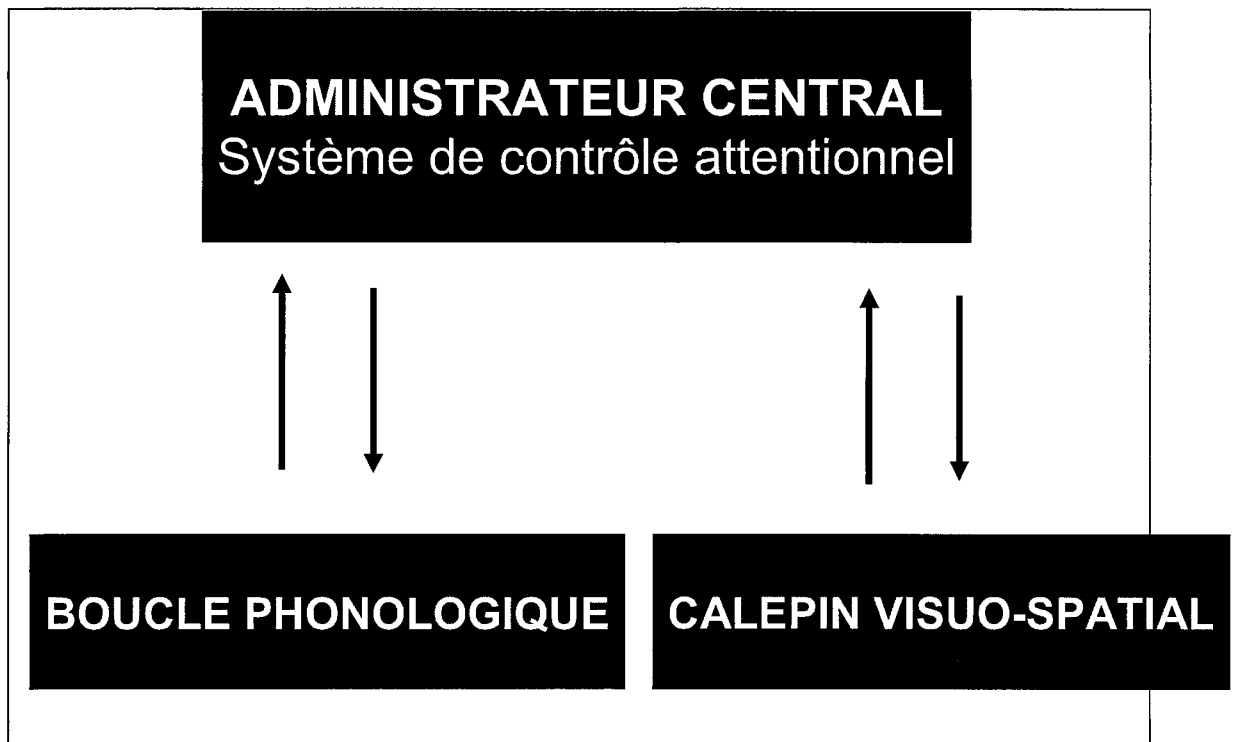 ADMINISTRATEUR CENTRAL
Système de contrôle attentionnel
BOUCLE PHONOLOGIQUE
CALEPIN VISUO-SPATIAL